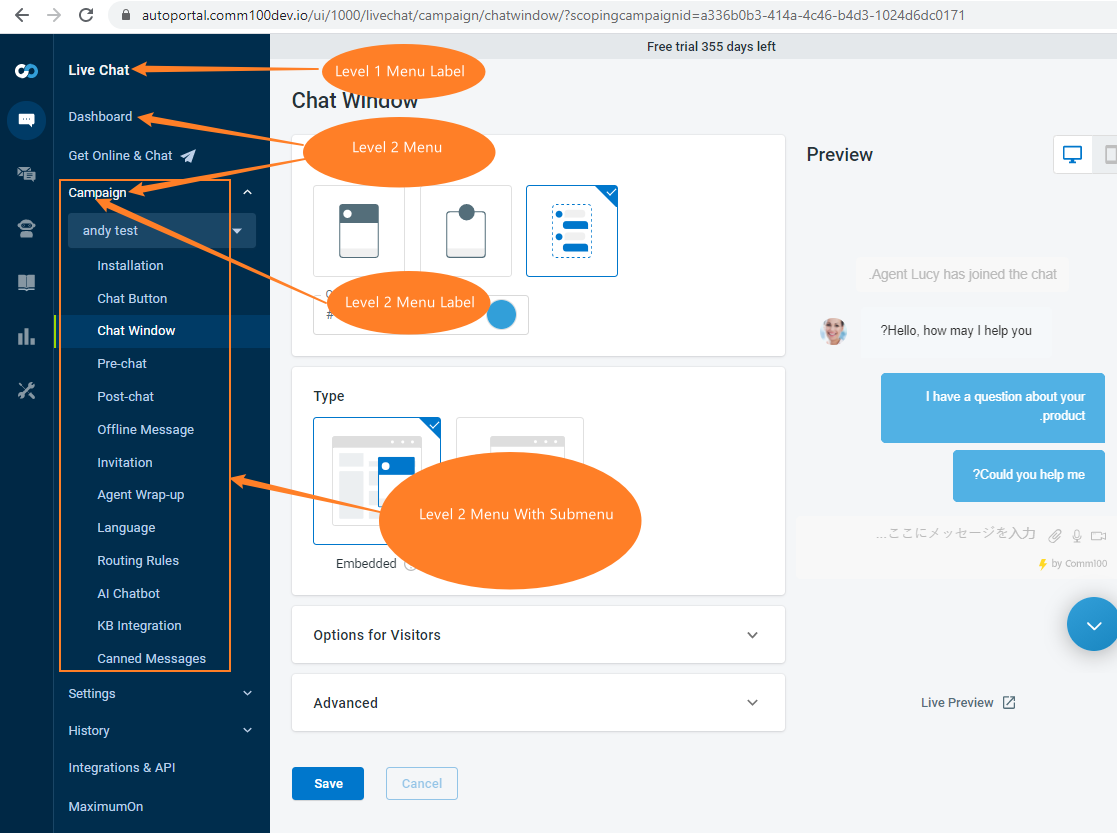 autoportal.comm100dev.io/ui/1000/livechat/campaign/chatwindow/?scopingcampaignid=a336b0b3-414a-4c46-b4d3-1024d6dc0171
Free trial 355 days left
Live Chat
Level 1 Menu Label
Chat Window
Dashboard
Level 2 Menu
Get Online & Chat
Preview
Campaign
andy test
Installation
.Agent Lucy has joined the chat
Chat Button
Level 2 Menu Label
#
Chat Window
?Hello, how may I help you
Pre-chat
Post-chat
Type
I have a question about your
.product
Offline Message
Invitation
?Could you help me
Agent Wrap-up
Level 2 Menu With Submenu
Language
...ここにメッセージを入力
Routing Rules
Embedded
by Comm100
AI Chatbot
KB Integration
Options for Visitors
Canned Messages
Settings
Advanced
Live Preview
History
Integrations & API
Save
Cancel
MaximumOn